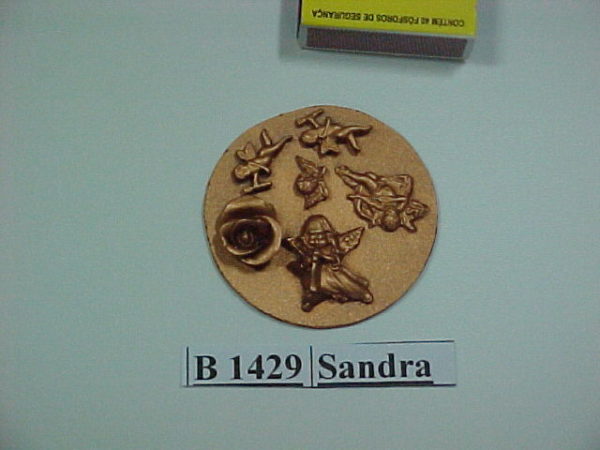 CONTÉM 40 FÓSFOROS DE SEGURANÇA
B 1429 Sandra